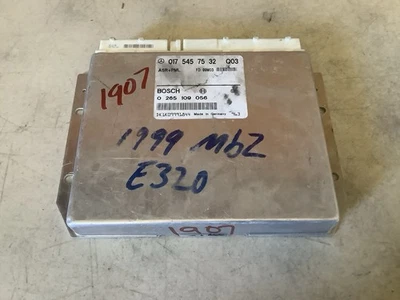 017 545 75 32 Q03
BOSCH
0 265 109 056
Made in Germany
1907
1999 MbZ
E320
1907